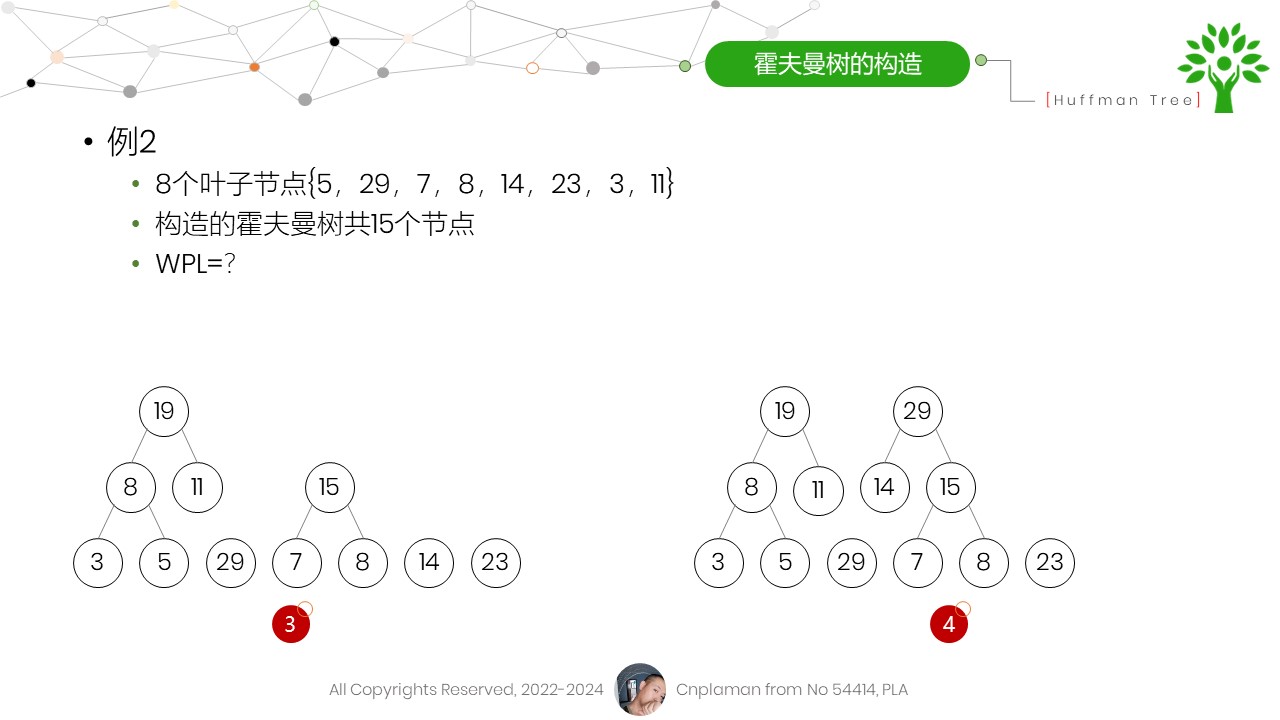 霍夫曼树的构造
[Huffman Tree]
• 例2
• 8个叶子节点{5，29，7，8，14，23，3，11}
• 构造的霍夫曼树共15个节点
• WPL=?
19
8 11 15
3 5 29 7 8 14 23
3
19 29
8 11 14 15
3 5 29 7 8 23
4
All Copyrights Reserved, 2022-2024 Cnplaman from No 54414, PLA